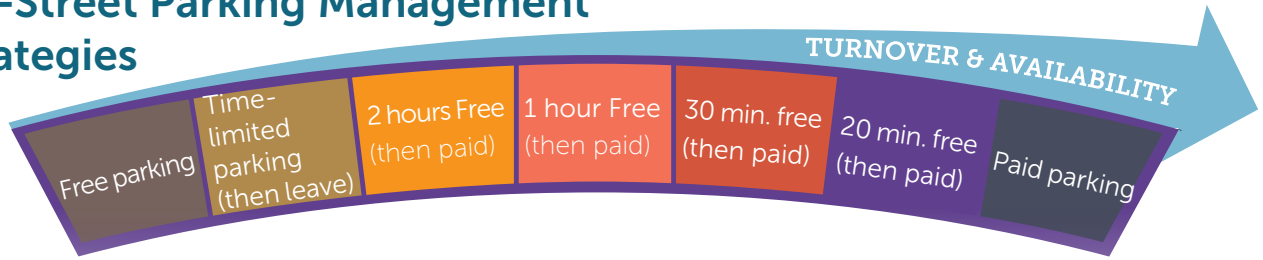 -Street Parking Management
ategies
TURNOVER & AVAILABILITY
Free parking
Time-
limited
parking
(then leave)
2 hours Free
(then paid)
1 hour Free
(then paid)
30 min. free
(then paid)
20 min. free
(then paid)
Paid parking